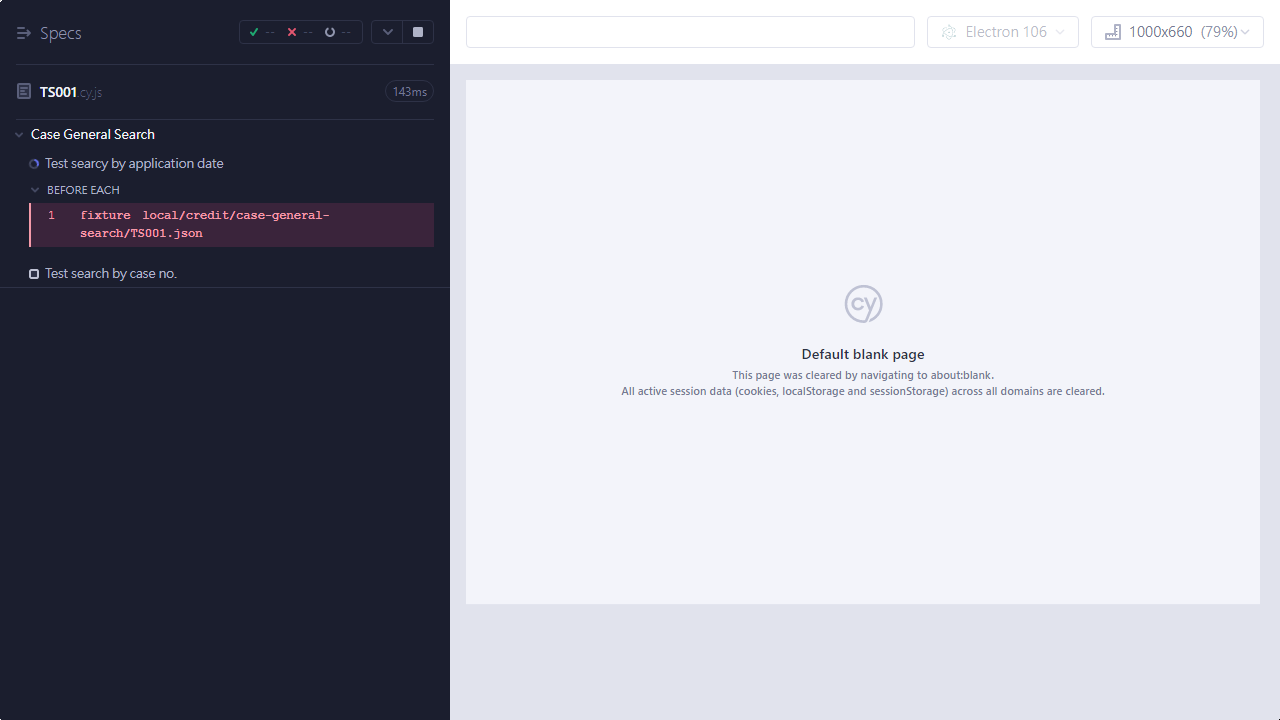 Specs
--
--
--
Electron 106
1000x660 (79%)
TS001.cy.js
143ms
Case General Search
Test searcy by application date
BEFORE EACH
1 fixture local/credit/case-general-
search/TS001.json
Test search by case no.
cy
Default blank page
This page was cleared by navigating to about:blank.
All active session data (cookies, localStorage and sessionStorage) across all domains are cleared.